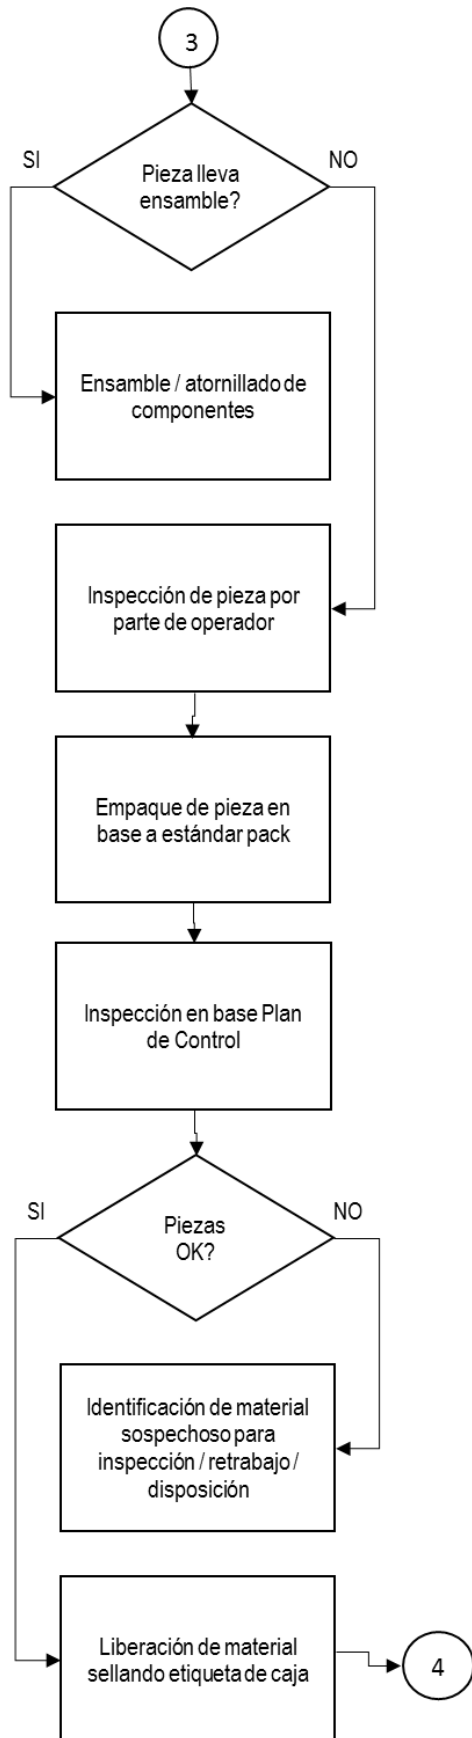 3
Pieza lleva
ensamble?
SI
NO
Ensamble / atornillado de
componentes
Inspección de pieza por
parte de operador
Empaque de pieza en
base a estándar pack
Inspección en base Plan
de Control
Piezas
OK?
SI
NO
Identificación de material
sospechoso para
inspección / retrabajo /
disposición
Liberación de material
sellando etiqueta de caja
4